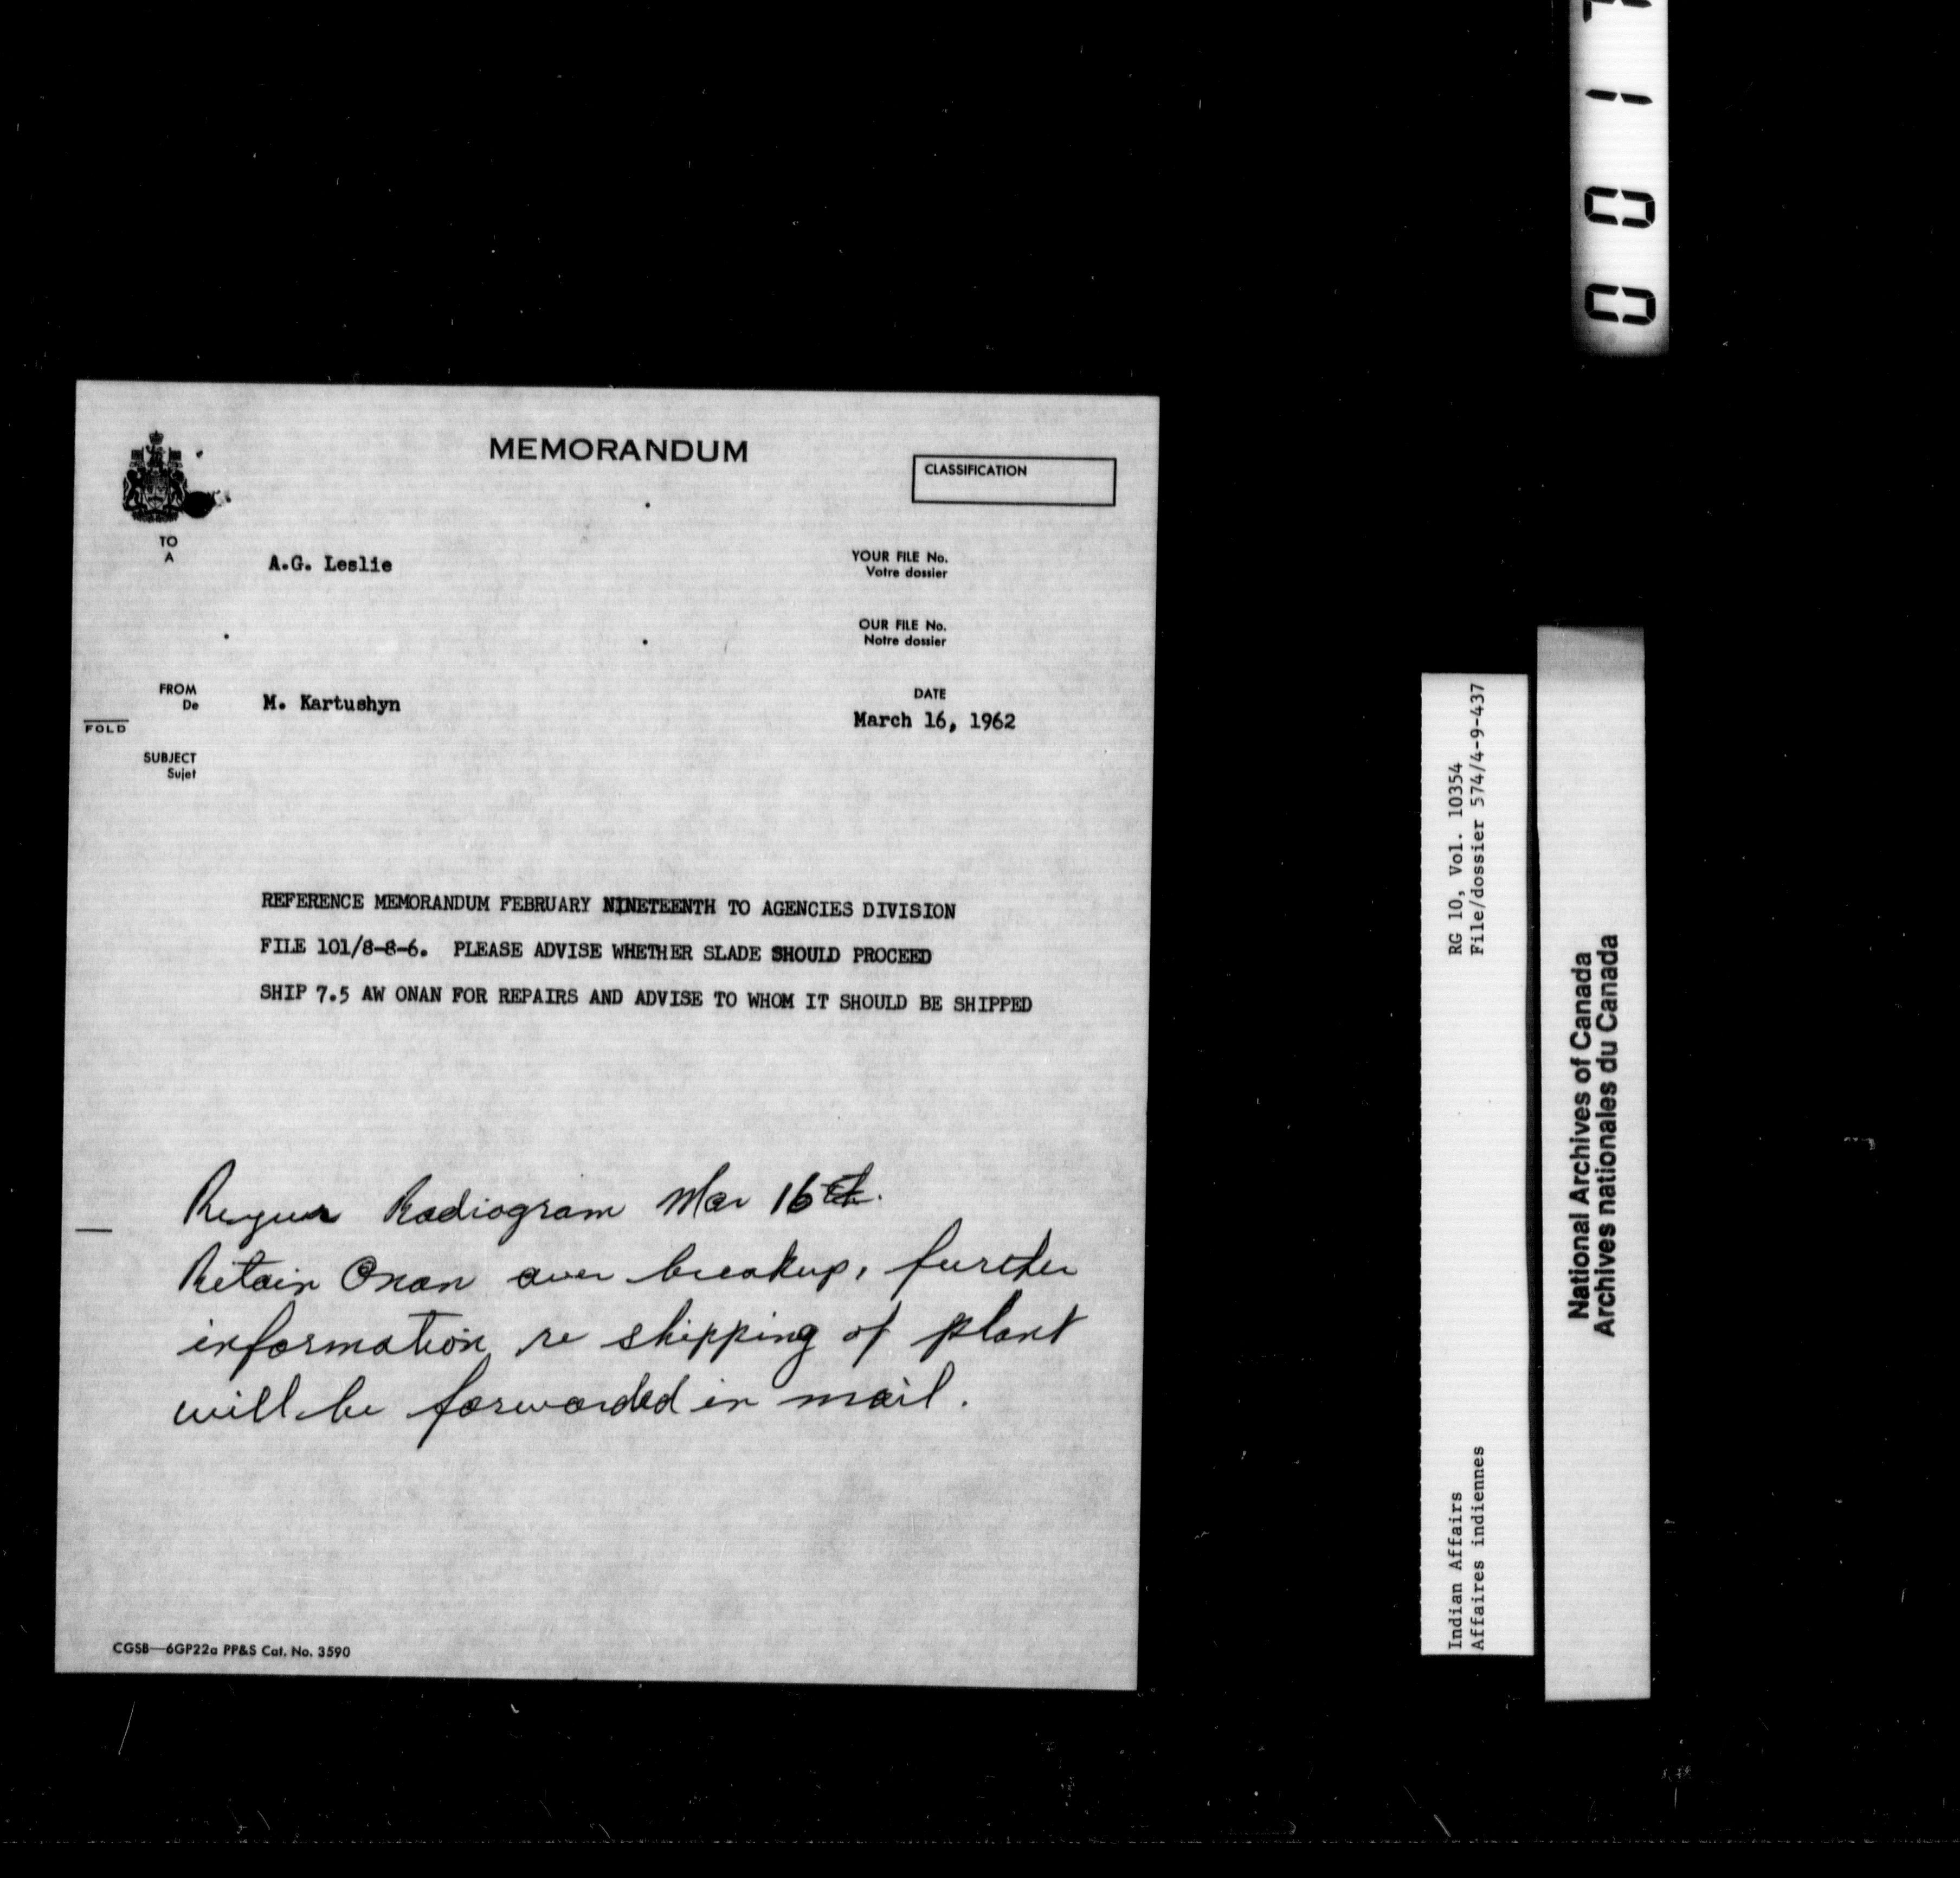 MEMORANDUM
CLASSIFICATION
TO
A
A.G. Leslie
YOUR FILE No.
Votre dossier
OUR FILE No.
Notre dossier
FROM
De
M. Kartushyn
DATE
March 16, 1962
FOLD
SUBJECT
Sujet
REFERENCE MEMORANDUM FEBRUARY NINETEENTH TO AGENCIES DIVISION
FILE 101/8-8-6. PLEASE ADVISE WHETHER SLADE SHOULD PROCEED
SHIP 7.5 AW ONAN FOR REPAIRS AND ADVISE TO WHOM IT SHOULD BE SHIPPED
Radiogram Mar 16th.
Retain Onan over breakup, further
information re shipping of plant
will be forwarded in mail.
CGSB—6GP22a PP&S Cat. No. 3590
RG 10, Vol. 10354
File/dossier 574/4-9-437
Indian Affairs
Affaires indiennes
National Archives of Canada
Archives nationales du Canada